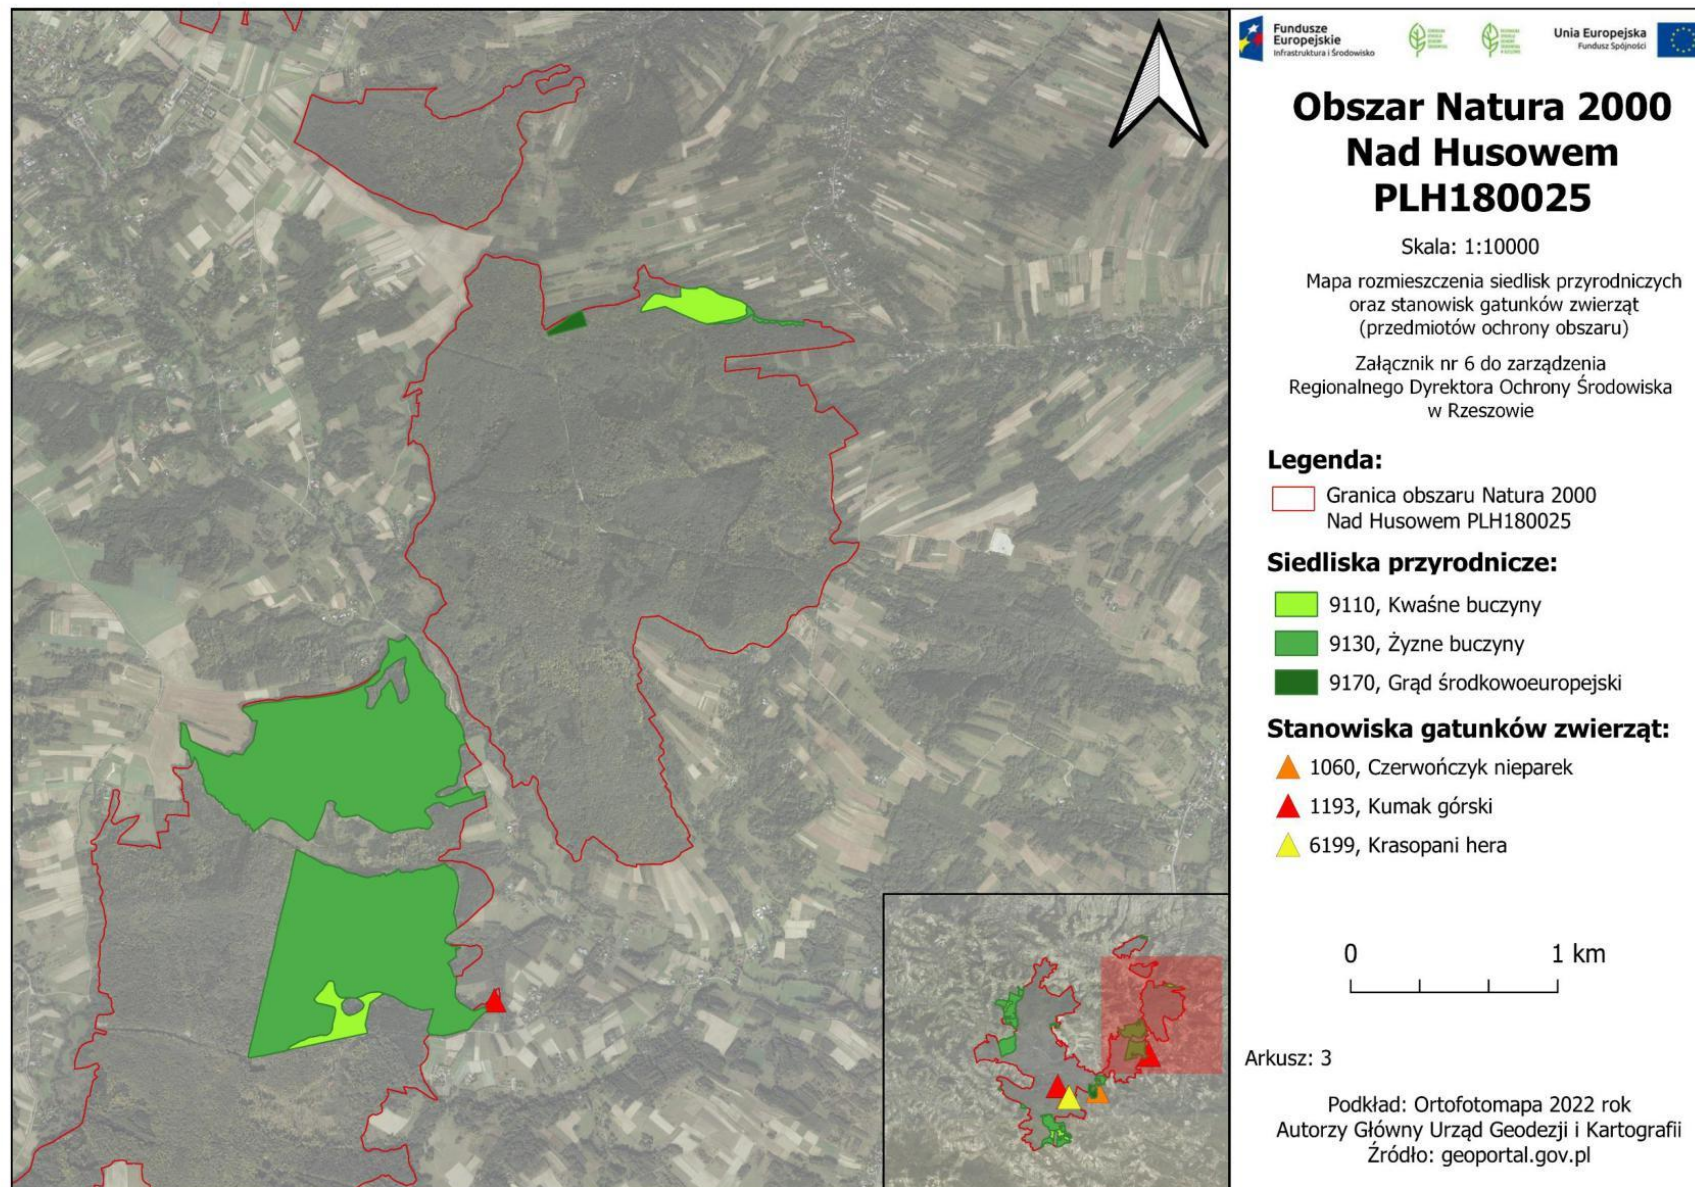 Fundusze
Europejskie
Infrastruktura i Środowisko
Unia Europejska
Fundusz Spójności
Obszar Natura 2000
Nad Husowem
PLH180025
Skala: 1:10000
Mapa rozmieszczenia siedlisk przyrodniczych
oraz stanowisk gatunków zwierząt
(przedmiotów ochrony obszaru)
Załącznik nr 6 do zarządzenia
Regionalnego Dyrektora Ochrony Środowiska
w Rzeszowie
Legenda:
Granica obszaru Natura 2000
Nad Husowem PLH180025
Siedliska przyrodnicze:
9110, Kwaśne buczyny
9130, Żyzne buczyny
9170, Grąd środkowoeuropejski
Stanowiska gatunków zwierząt:
1060, Czerwończyk nieparek
1193, Kumak górski
6199, Krasopani hera
0 1 km
Arkusz: 3
Podkład: Ortofotomapa 2022 rok
Autorzy Główny Urząd Geodezji i Kartografii
Źródło: geoportal.gov.pl